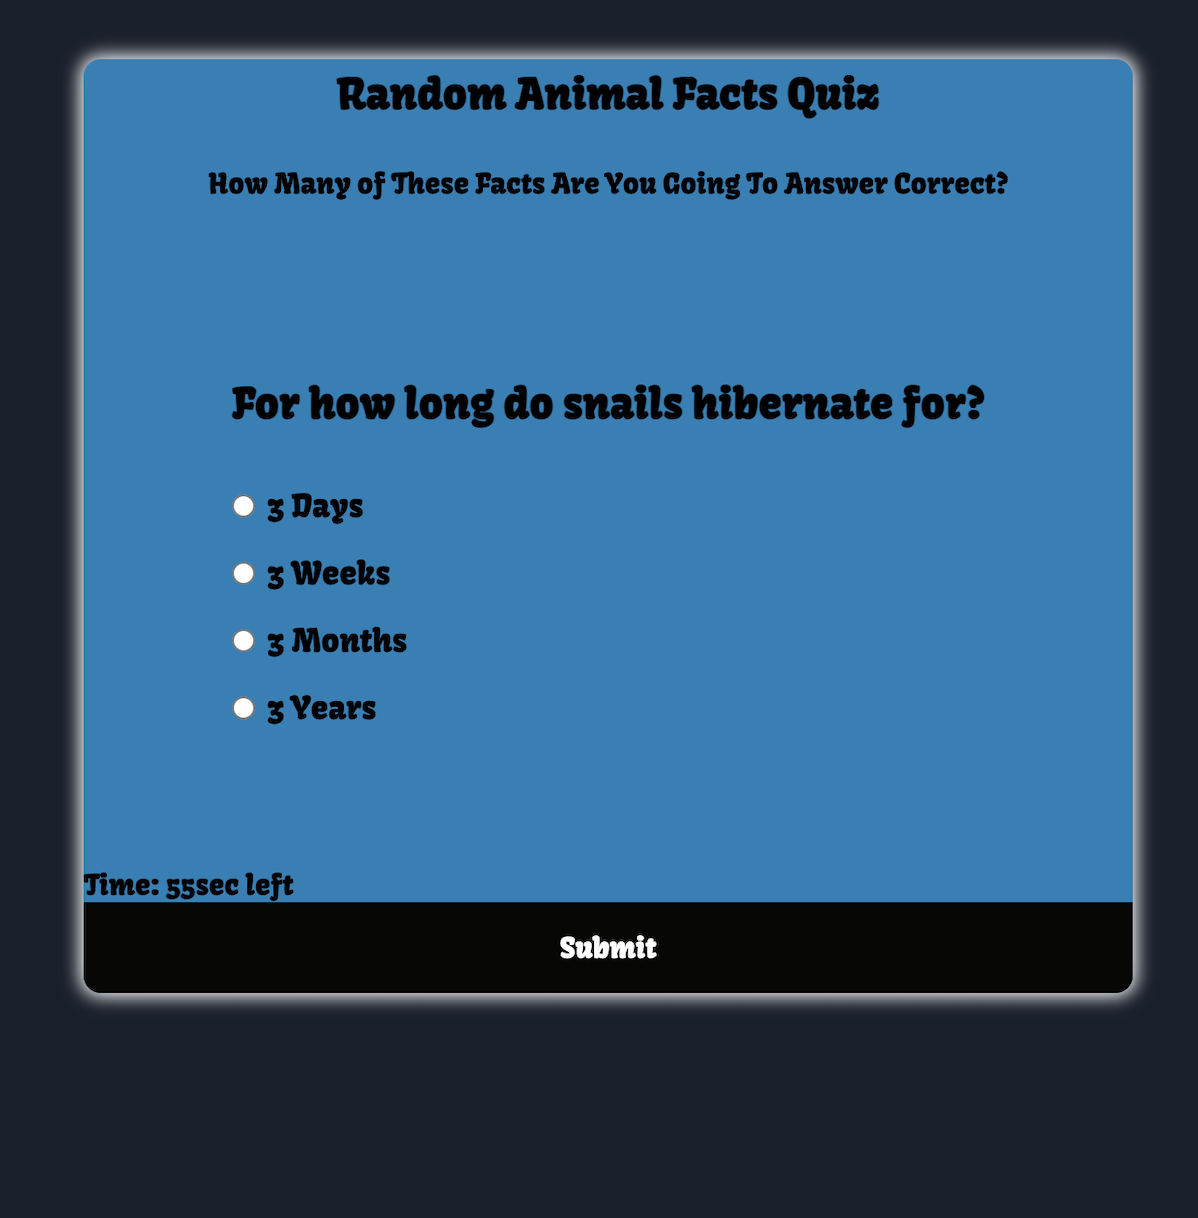 Random Animal Facts Quiz
How Many of These Facts Are You Going To Answer Correct?
For how long do snails hibernate for?
3 Days
3 Weeks
3 Months
3 Years
Time: 55sec left
Submit